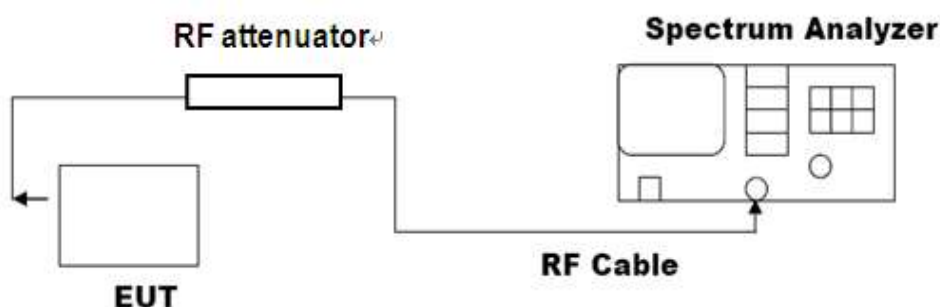 RF attenuator↵
Spectrum Analyzer
RF Cable
EUT